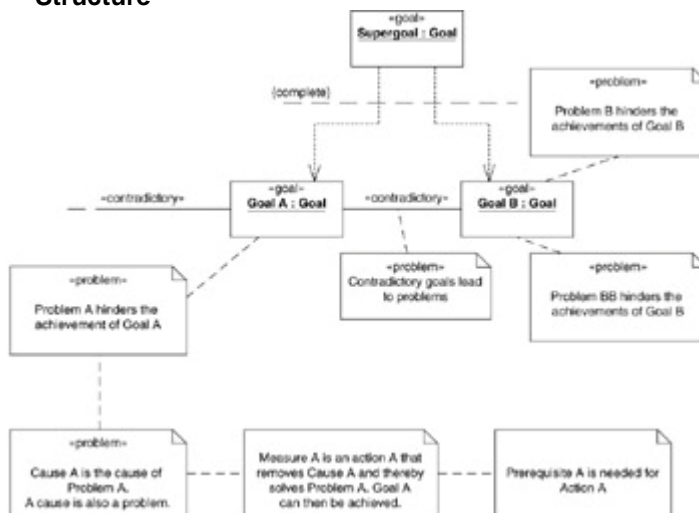 Structure
«goal»
Supergoal : Goal
{complete}
«problem»
Problem B hinders the
achievements of Goal B
«contradictory»
«goal»
Goal A : Goal
«contradictory»
«goal»
Goal B : Goal
«problem»
Problem A hinders the
achievement of Goal A
«problem»
Contradictory goals lead
to problems
«problem»
Problem BB hinders the
achievements of Goal B
«problem»
Cause A is the cause of
Problem A.
A cause is also a problem.
Measure A is an action A that
removes Cause A and thereby
solves Problem A. Goal A
can then be achieved.
Prerequisite A is needed for
Action A